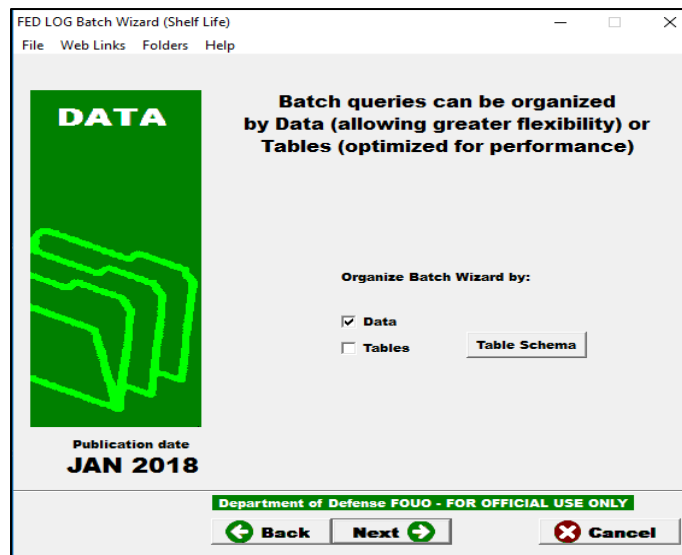 FED LOG Batch Wizard (Shelf Life)
File Web Links Folders Help
DATA
Batch queries can be organized
by Data (allowing greater flexibility) or
Tables (optimized for performance)
Organize Batch Wizard by:
Data
Tables
Table Schema
Publication date
JAN 2018
Department of Defense FOUO - FOR OFFICIAL USE ONLY
Back Next Cancel